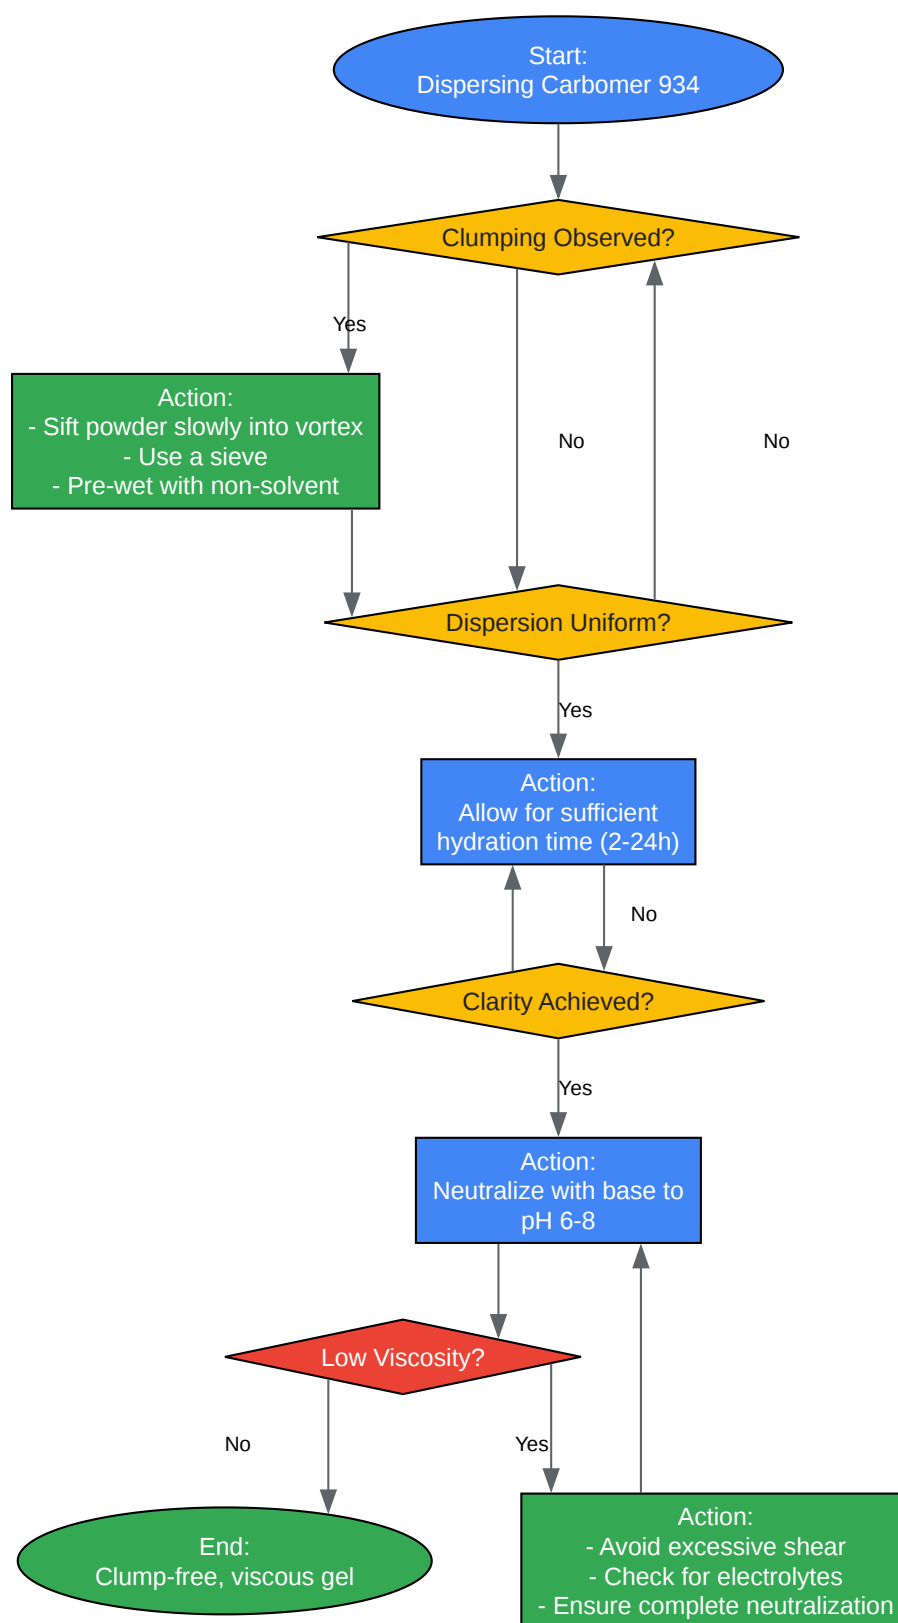 Start:
Dispersing Carbomer 934
Clumping Observed?
Yes
Action:
- Sift powder slowly into vortex
- Use a sieve
- Pre-wet with non-solvent
No
No
Dispersion Uniform?
Yes
Action:
Allow for sufficient
hydration time (2-24h)
No
Clarity Achieved?
Yes
Action:
Neutralize with base to
pH 6-8
Low Viscosity?
No
Yes
End:
Clump-free, viscous gel
Action:
- Avoid excessive shear
- Check for electrolytes
- Ensure complete neutralization